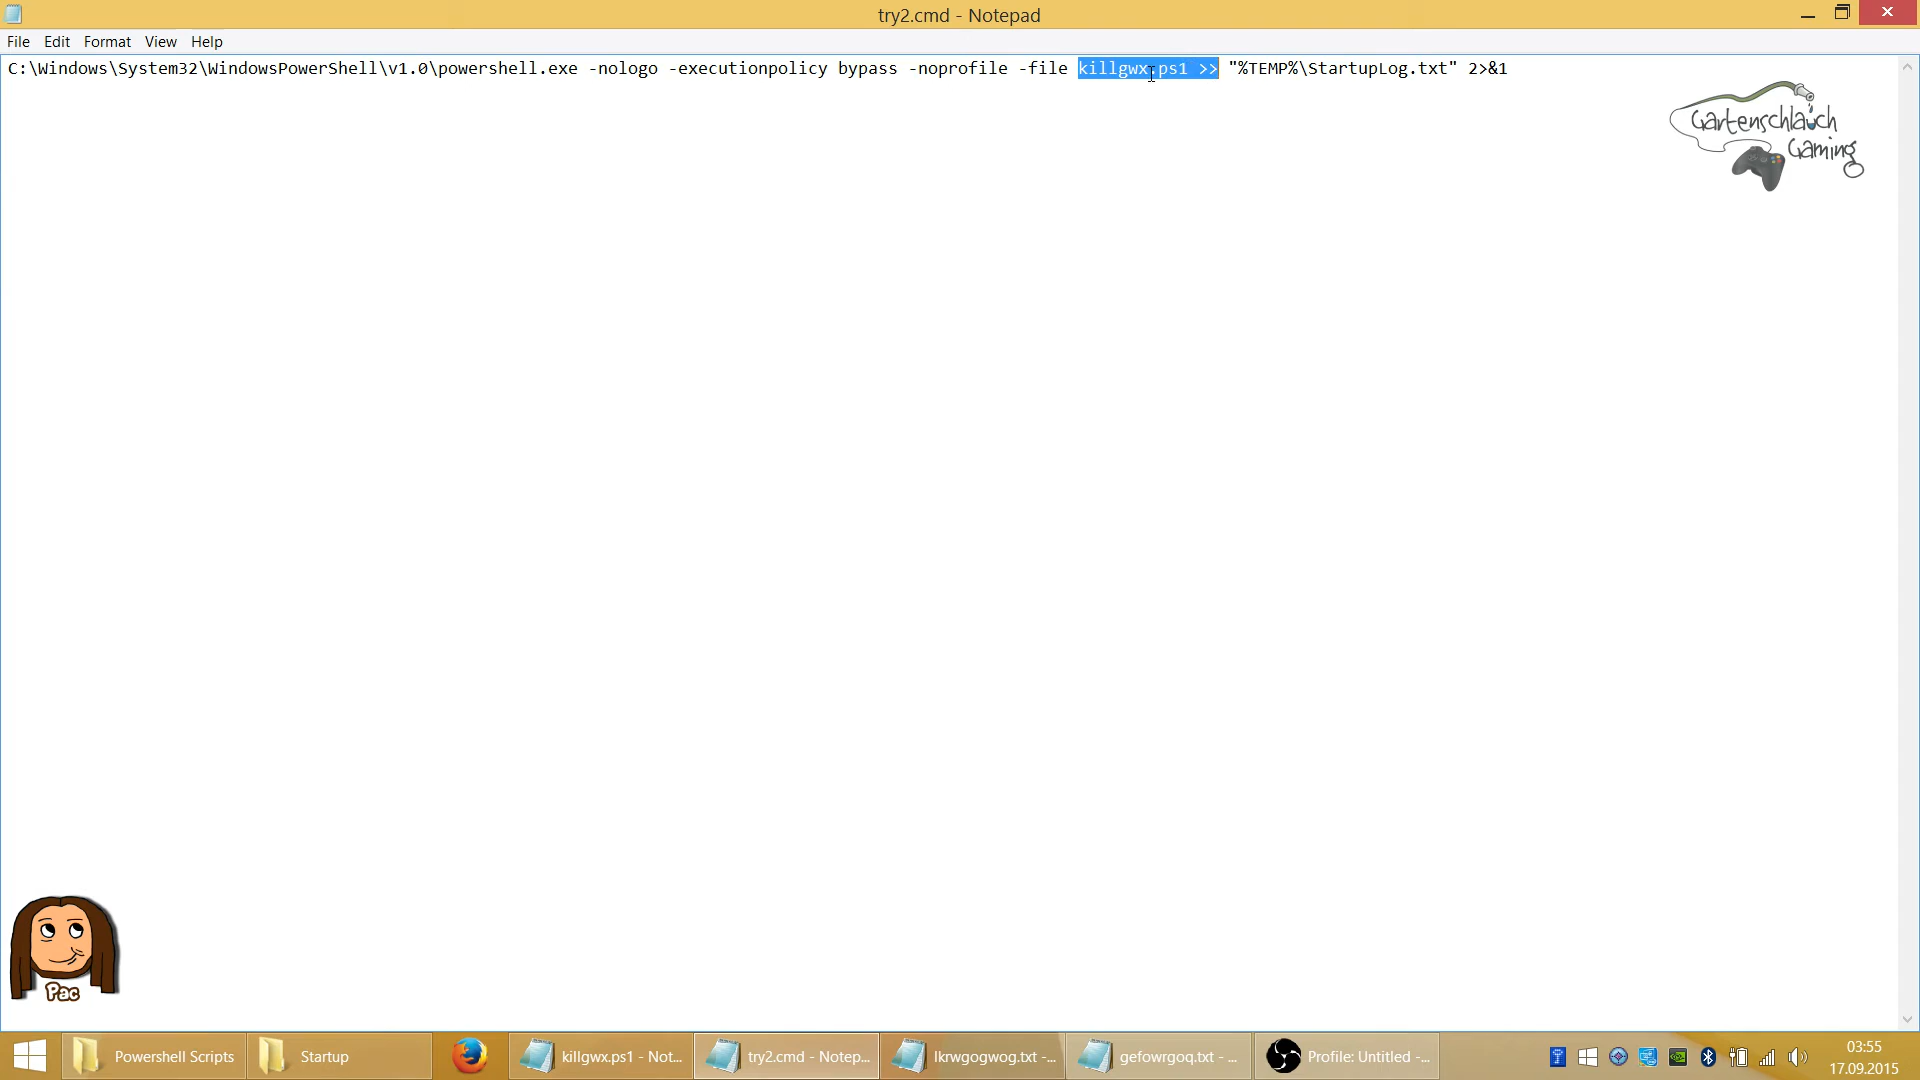 try2.cmd - Notepad
File Edit Format View Help
C:\Windows\System32\WindowsPowerShell\v1.0\powershell.exe -nologo -executionpolicy bypass -noprofile -file killgwx.ps1 >> "%TEMP%\StartupLog.txt" 2>&1
Gartenschlauch
Gaming
Pac
Powershell Scripts
Startup
killgwx.ps1 - Not...
try2.cmd - Notep...
lkrwgogwog.txt -...
gefowrgoq.txt - ...
Profile: Untitled -...
03:55
17.09.2015